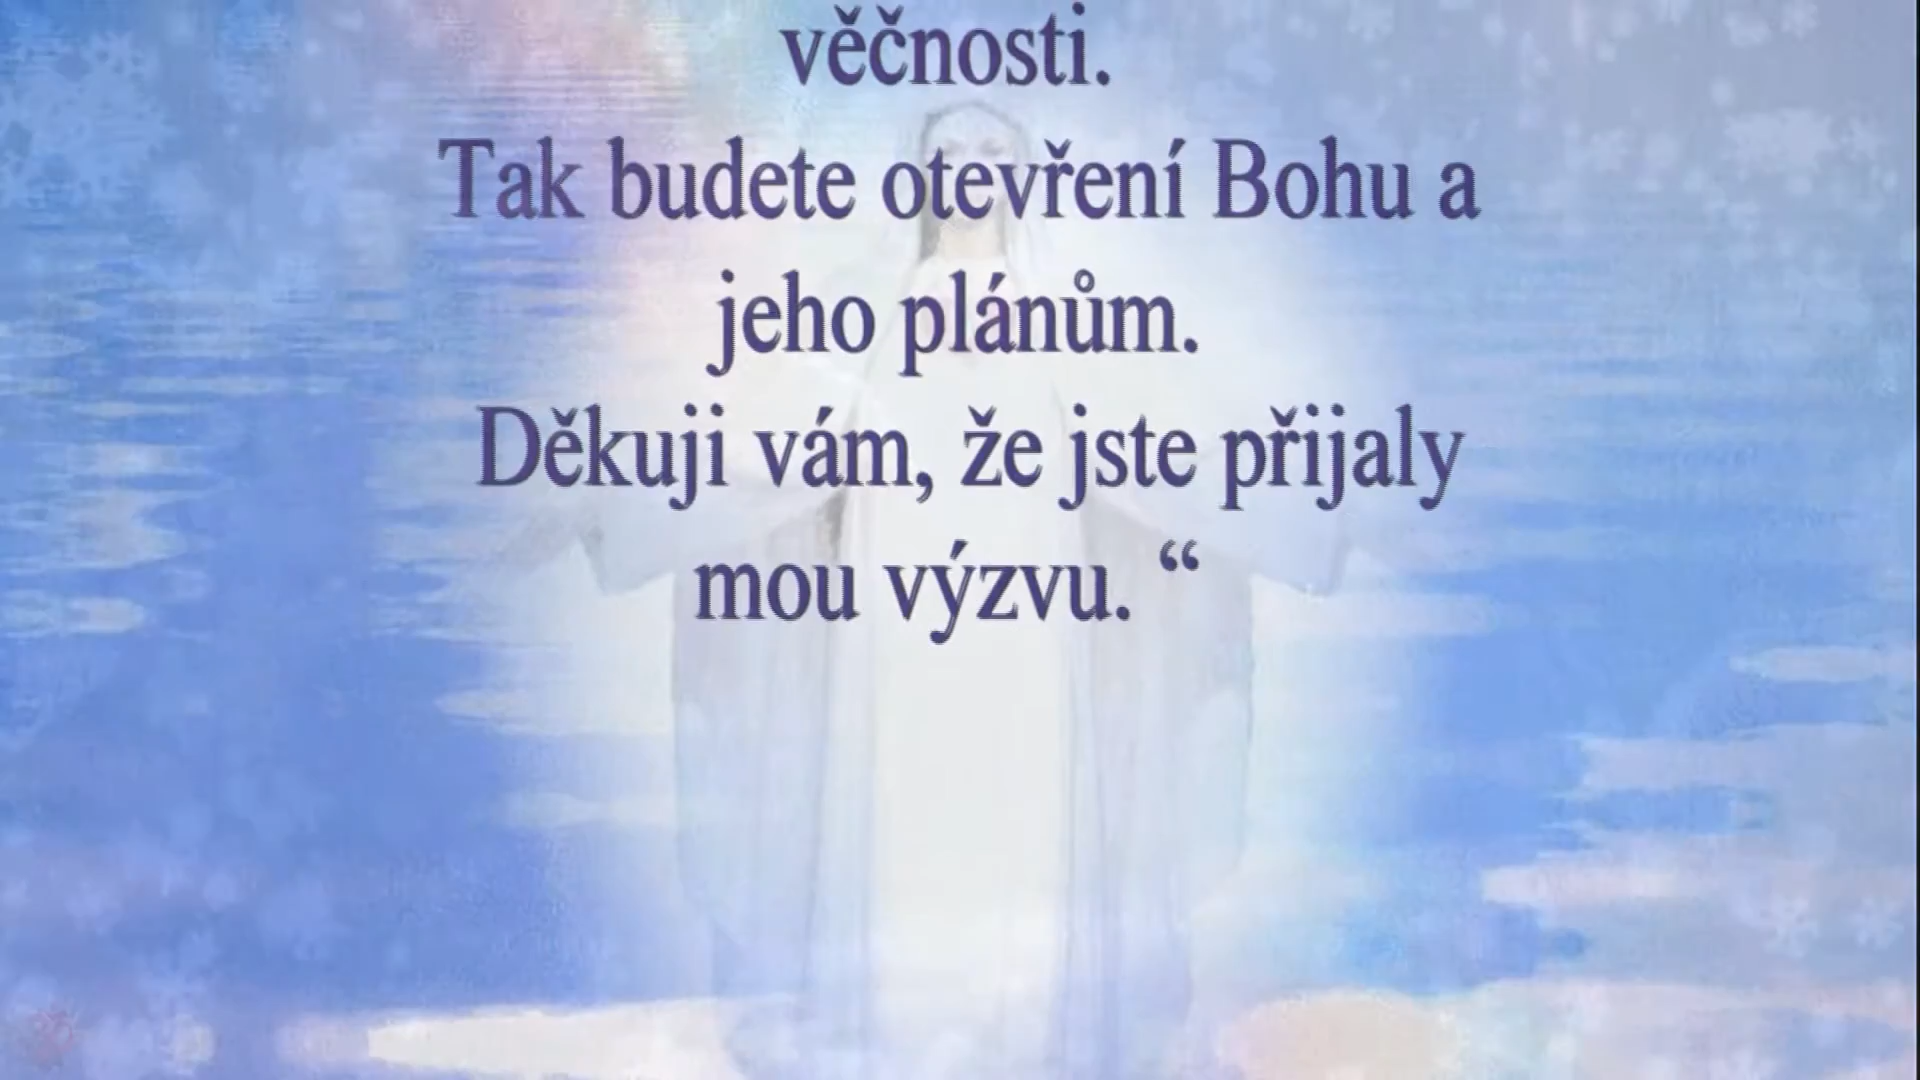 věčnosti.
Tak budete otevření Bohu a
jeho plánům.
Děkuji vám, že jste přijaly
mou výzvu. “